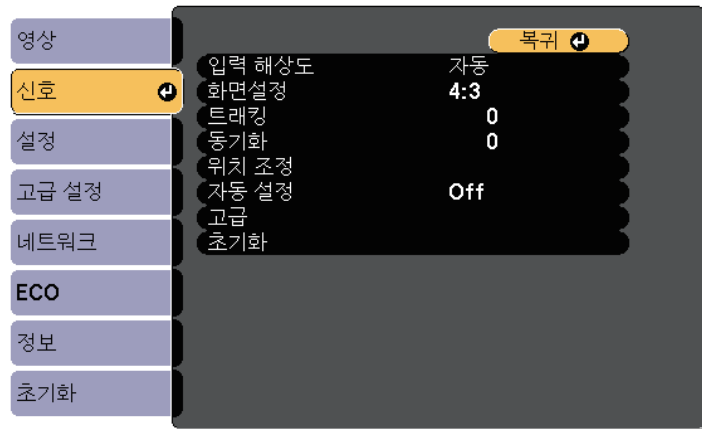 영상
신호
설정
고급 설정
네트워크
ECO
정보
초기화
복귀
입력 해상도 자동
화면설정 4:3
트래킹 0
동기화 0
위치 조정
자동 설정 Off
고급
초기화